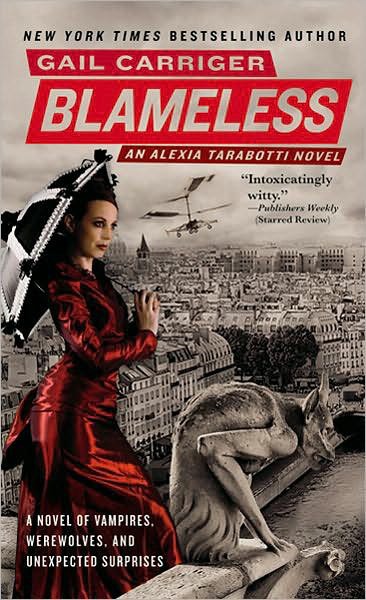 NEW YORK TIMES BESTSELLING AUTHOR
GAIL CARRIGER
BLAMELESS
AN ALEXIA TARABOTTI NOVEL
“Intoxicatingly
witty.”
—Publishers Weekly
(Starred Review)
A NOVEL OF VAMPIRES,
WEREWOLVES, AND
UNEXPECTED SURPRISES